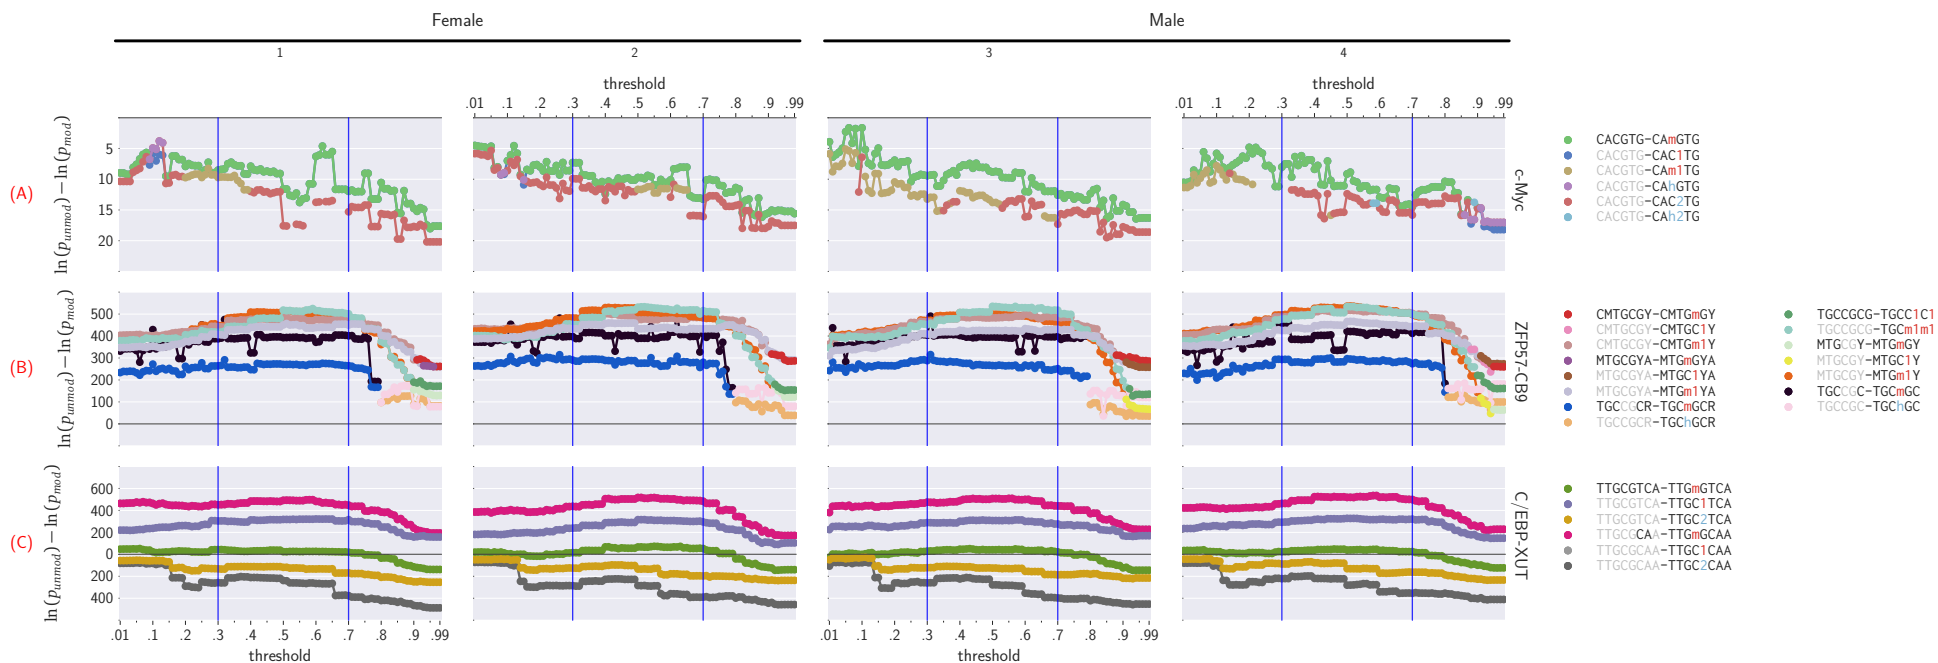 Female
Male
1
2
3
4
threshold
threshold
.01 .1 .2 .3 .4 .5 .6 .7 .8 .9 .99
.01 .1 .2 .3 .4 .5 .6 .7 .8 .9 .99
(A)
ln(p_unmod) − ln(p_mod)
5
10
15
20
c-Myc
CACGTG-CAmGTG
CACGTG-CAC1TG
CACGTG-CAm1TG
CACGTG-CAhGTG
CACGTG-CAC2TG
CACGTG-CAh2TG
(B)
ln(p_unmod) − ln(p_mod)
500
400
300
200
100
0
ZFP57-CB9
CMTGCGY-CMTGmGY
CMTGCGY-CMTGC1Y
CMTGCGY-CMTGm1Y
MTGCGYA-MTGmGYA
MTGCGYA-MTGC1YA
MTGCGYA-MTGm1YA
TGCCGCR-TGCmGCR
TGCCGCR-TGChGCR
TGCCGCG-TGCC1C1
TGCCGCG-TGCm1m1
MTGCGY-MTGmGY
MTGCGY-MTGC1Y
MTGCGY-MTGm1Y
TGCCGC-TGCmGC
TGCCGC-TGChGC
(C)
ln(p_unmod) − ln(p_mod)
600
400
200
0
200
400
C/EBP-XUT
TTGCGTCA-TTGmGTCA
TTGCGTCA-TTGC1TCA
TTGCGTCA-TTGC2TCA
TTGCGCAA-TTGmGCAA
TTGCGCAA-TTGC1CAA
TTGCGCAA-TTGC2CAA
.01 .1 .2 .3 .4 .5 .6 .7 .8 .9 .99
.01 .1 .2 .3 .4 .5 .6 .7 .8 .9 .99
threshold
threshold